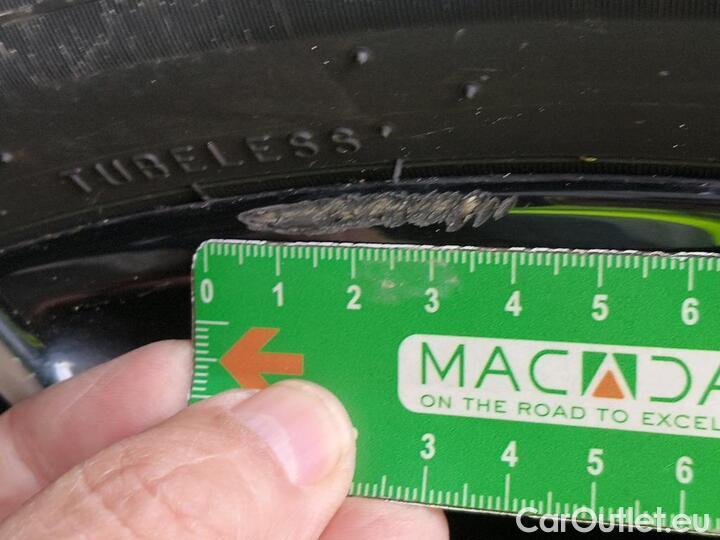 TUBELESS
0 1 2 3 4 5 6
MACADA
ON THE ROAD TO EXCEL
3 4 5 6
CarOutlet.eu